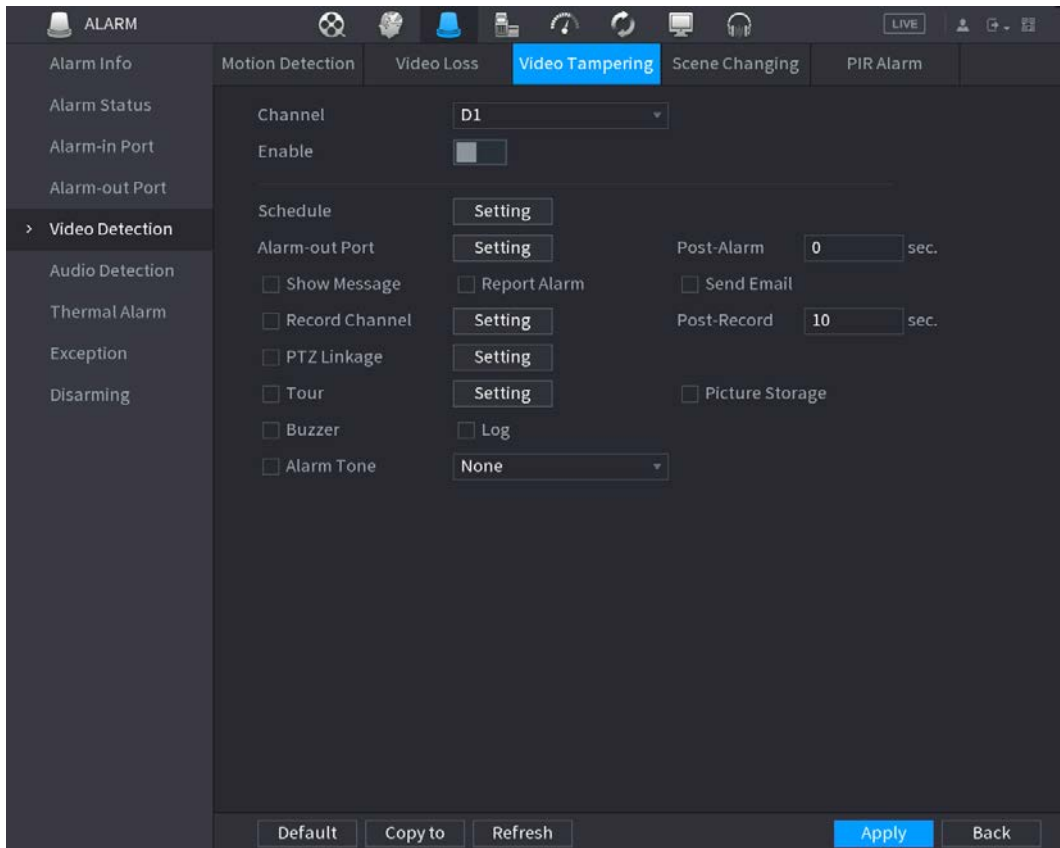 ALARM
LIVE
Alarm Info
Alarm Status
Alarm-in Port
Alarm-out Port
> Video Detection
Audio Detection
Thermal Alarm
Exception
Disarming
Motion Detection Video Loss Video Tampering Scene Changing PIR Alarm
Channel D1
Enable
Schedule Setting
Alarm-out Port Setting Post-Alarm 0 sec.
Show Message Report Alarm Send Email
Record Channel Setting Post-Record 10 sec.
PTZ Linkage Setting
Tour Setting Picture Storage
Buzzer Log
Alarm Tone None
Default Copy to Refresh Apply Back